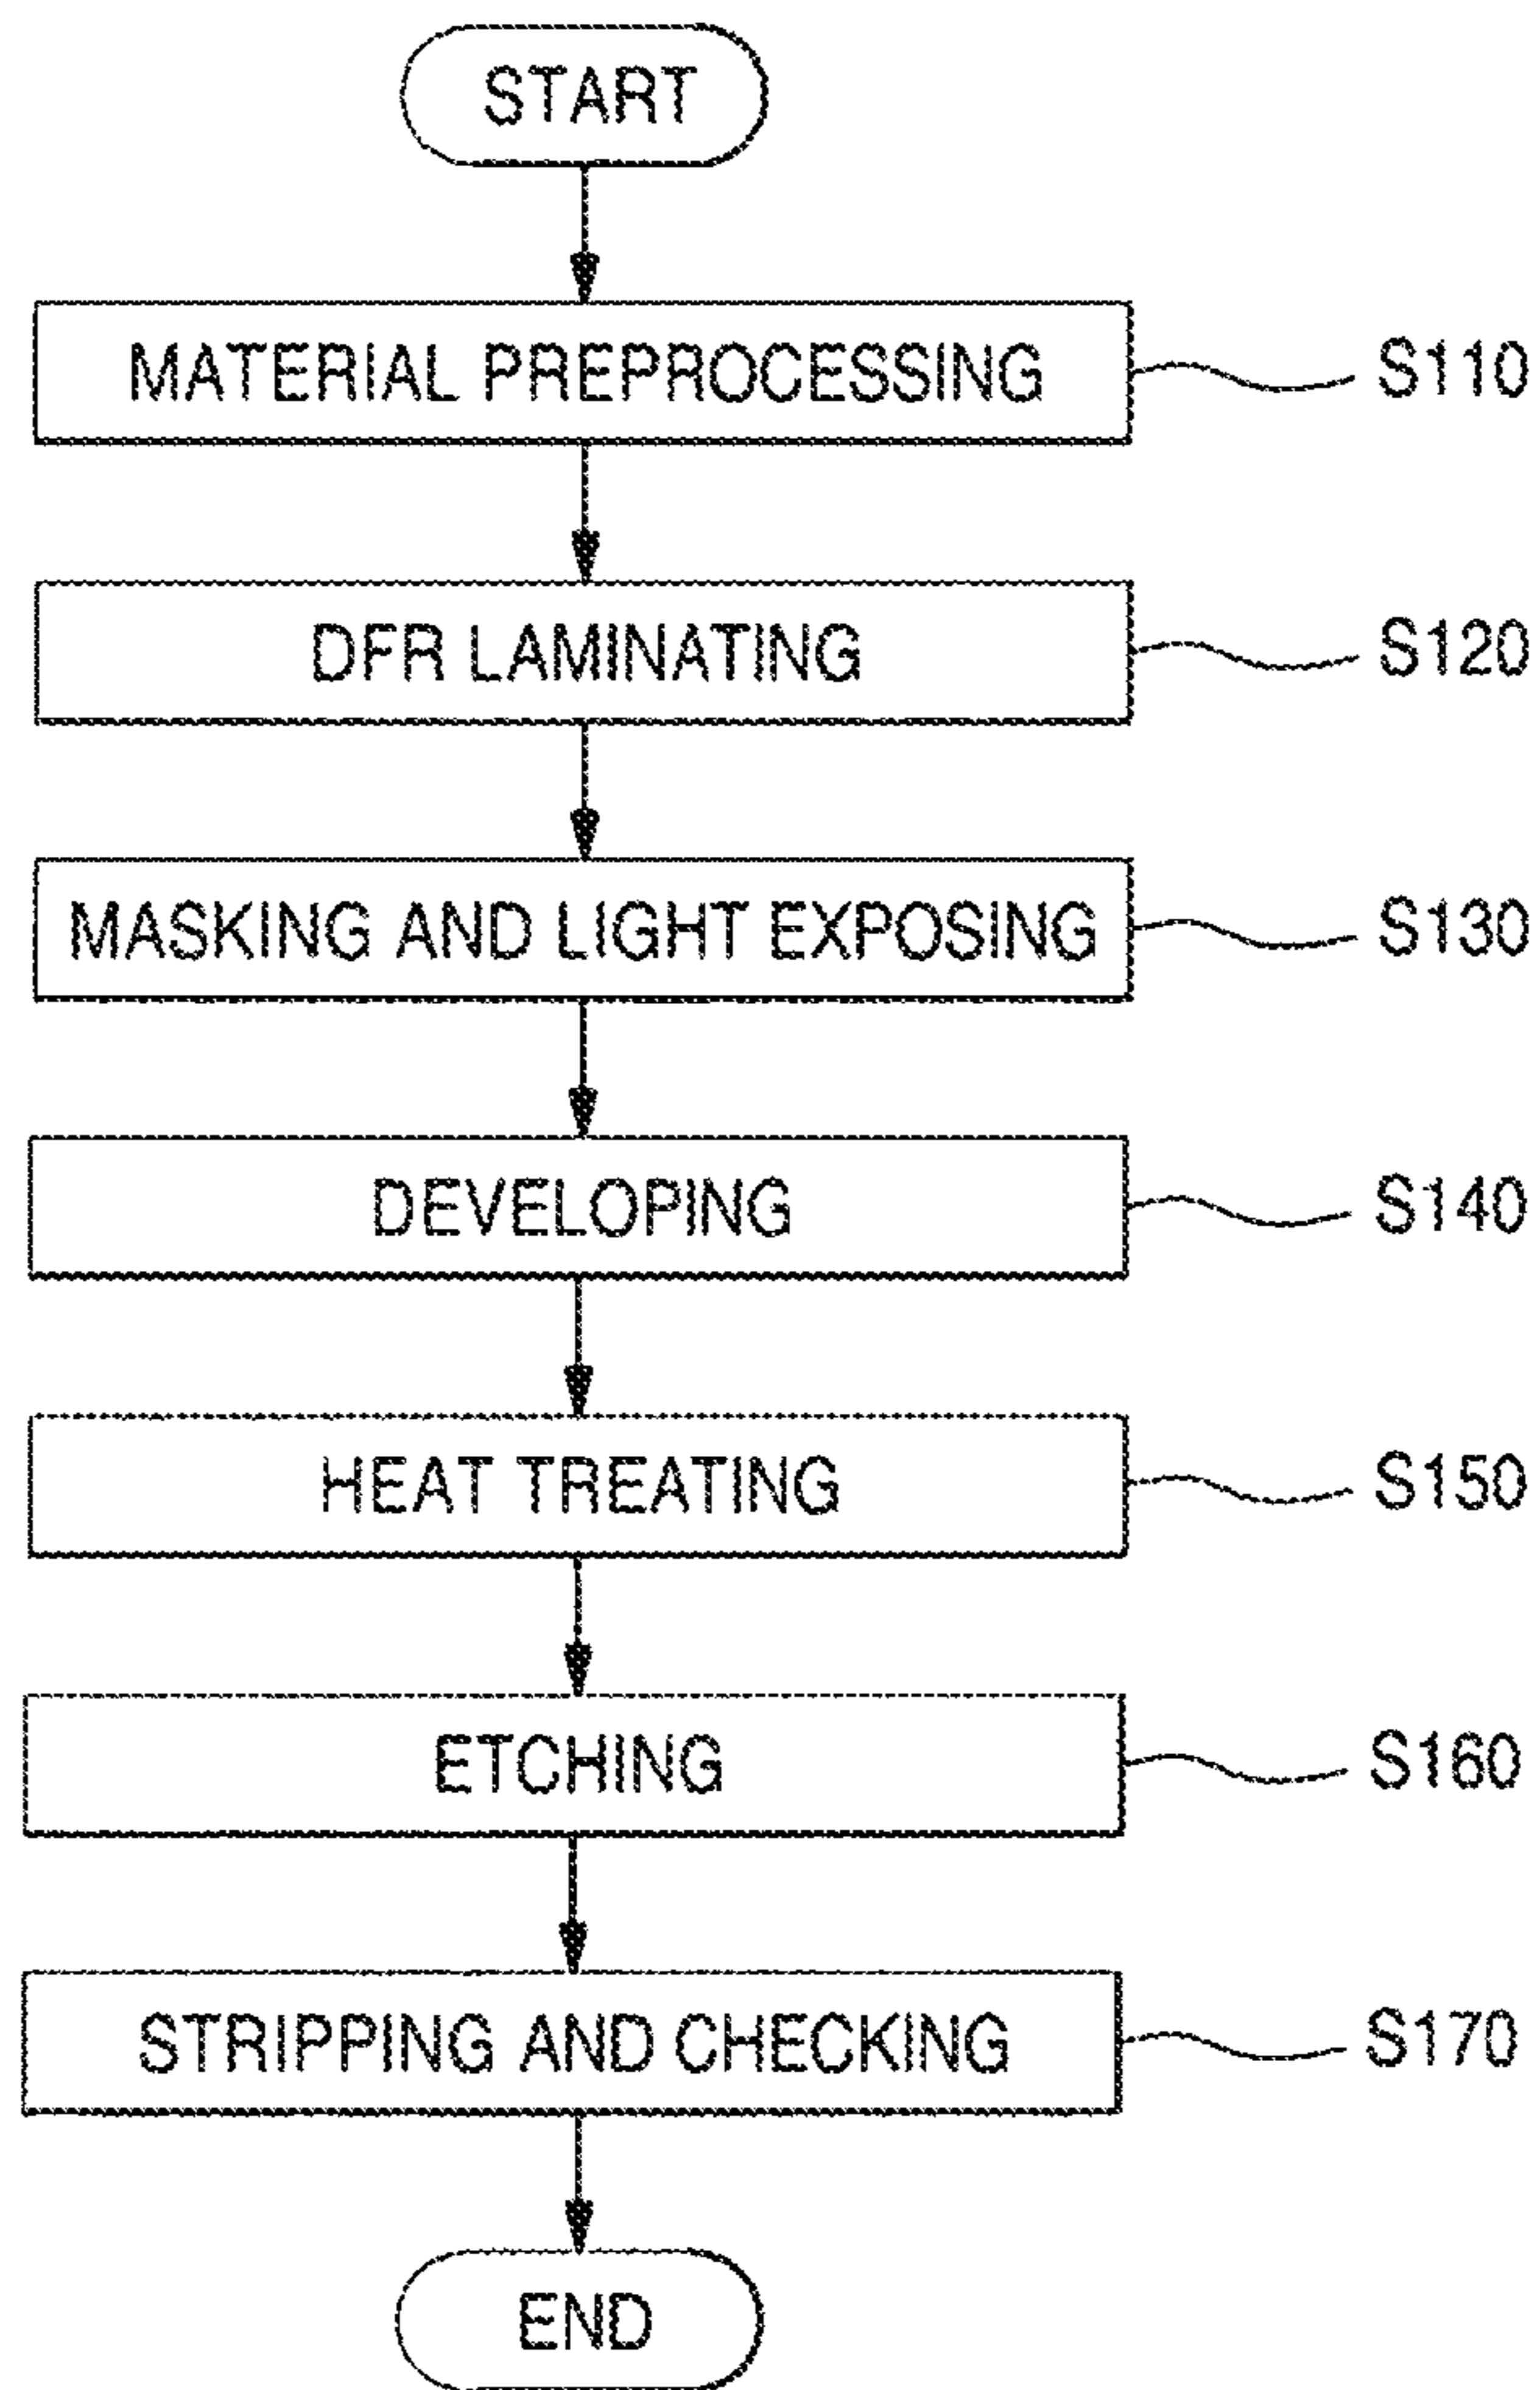 START
MATERIAL PREPROCESSING S110
DFR LAMINATING S120
MASKING AND LIGHT EXPOSING S130
DEVELOPING S140
HEAT TREATING S150
ETCHING S160
STRIPPING AND CHECKING S170
END